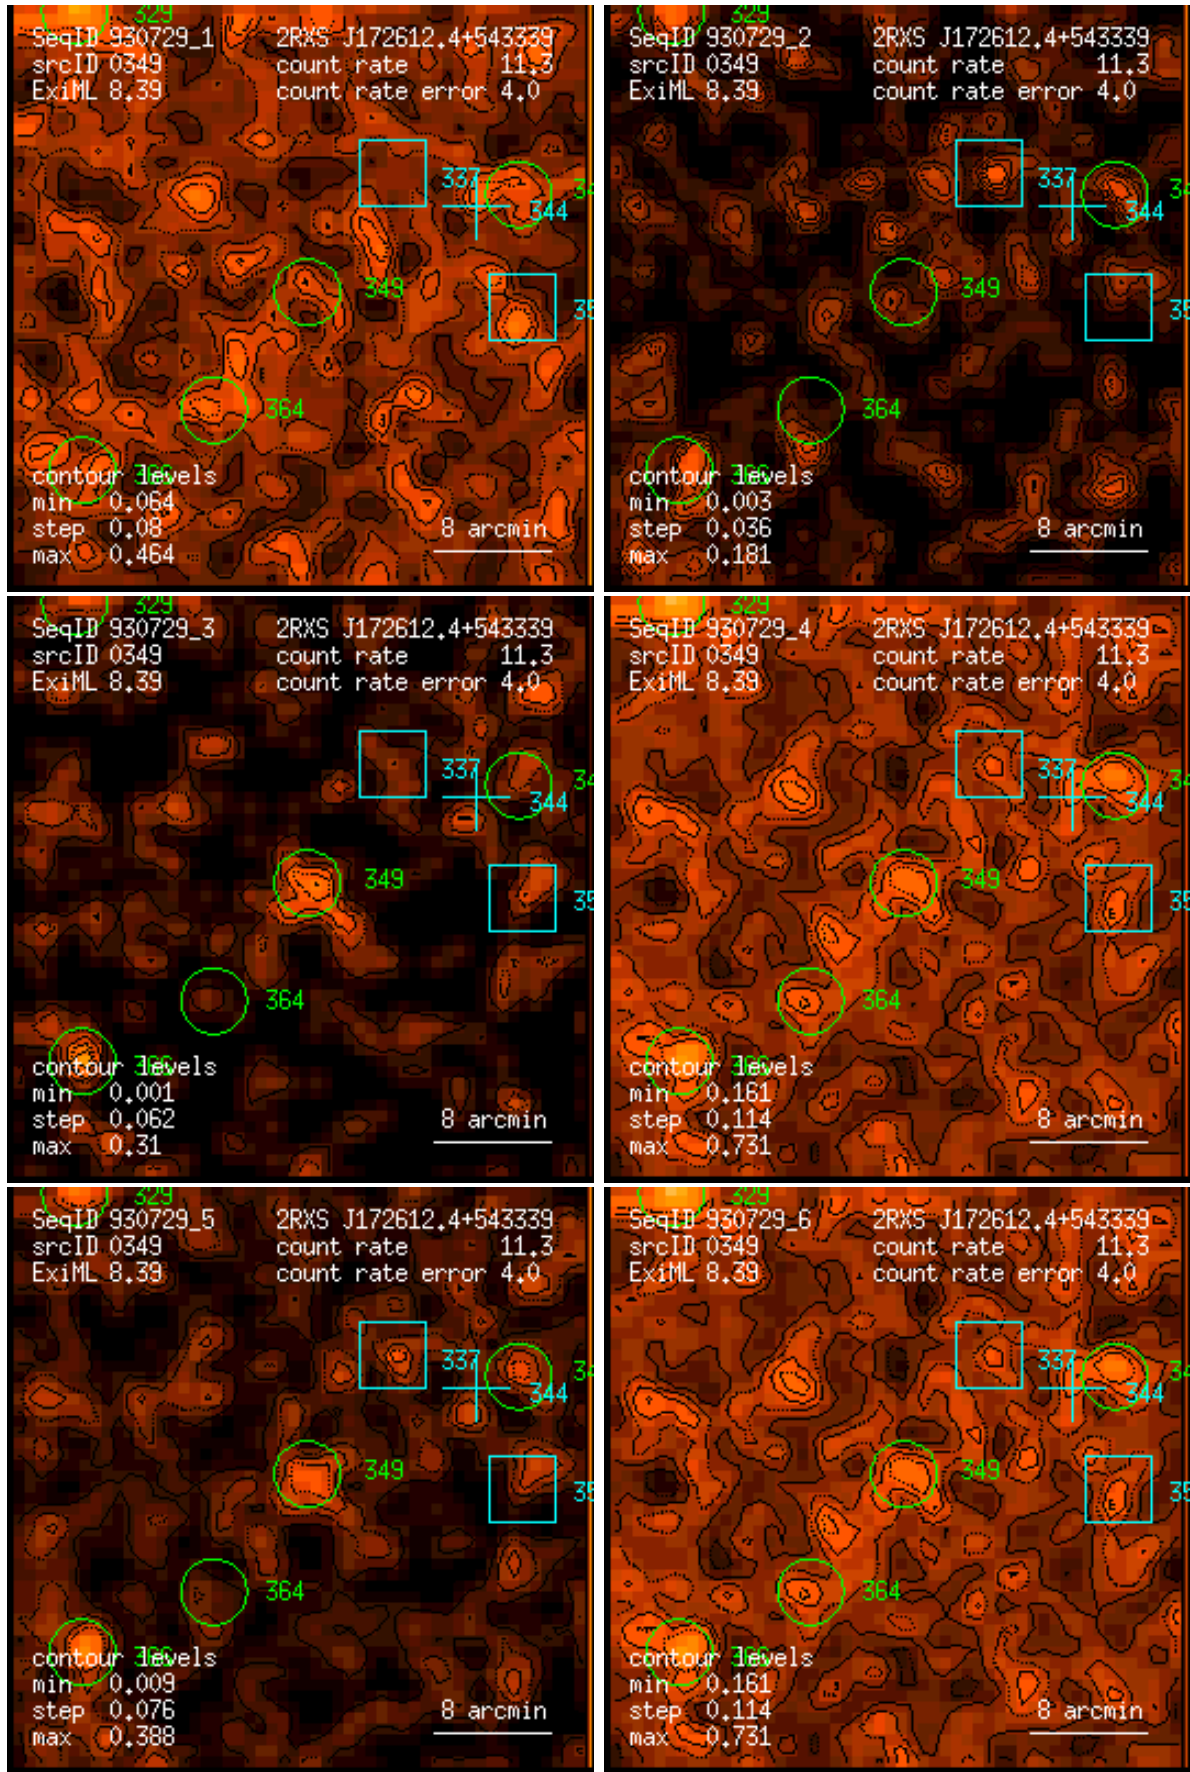 329
SeqID 930729_1 2RXS J172612.4+543339
srcID 0349 count rate 11.3
ExiML 8.39 count rate error 4.0
337
344
349
364
contour levels
min 0.064
step 0.08 8 arcmin
max 0.464
329
SeqID 930729_2 2RXS J172612.4+543339
srcID 0349 count rate 11.3
ExiML 8.39 count rate error 4.0
337
344
349
364
contour levels
min 0.003
step 0.036 8 arcmin
max 0.181
329
SeqID 930729_3 2RXS J172612.4+543339
srcID 0349 count rate 11.3
ExiML 8.39 count rate error 4.0
337
344
349
364
contour levels
min 0.001
step 0.062 8 arcmin
max 0.31
329
SeqID 930729_4 2RXS J172612.4+543339
srcID 0349 count rate 11.3
ExiML 8.39 count rate error 4.0
337
344
349
364
contour levels
min 0.161
step 0.114 8 arcmin
max 0.731
329
SeqID 930729_5 2RXS J172612.4+543339
srcID 0349 count rate 11.3
ExiML 8.39 count rate error 4.0
337
344
349
364
contour levels
min 0.009
step 0.076 8 arcmin
max 0.388
329
SeqID 930729_6 2RXS J172612.4+543339
srcID 0349 count rate 11.3
ExiML 8.39 count rate error 4.0
337
344
349
364
contour levels
min 0.161
step 0.114 8 arcmin
max 0.731